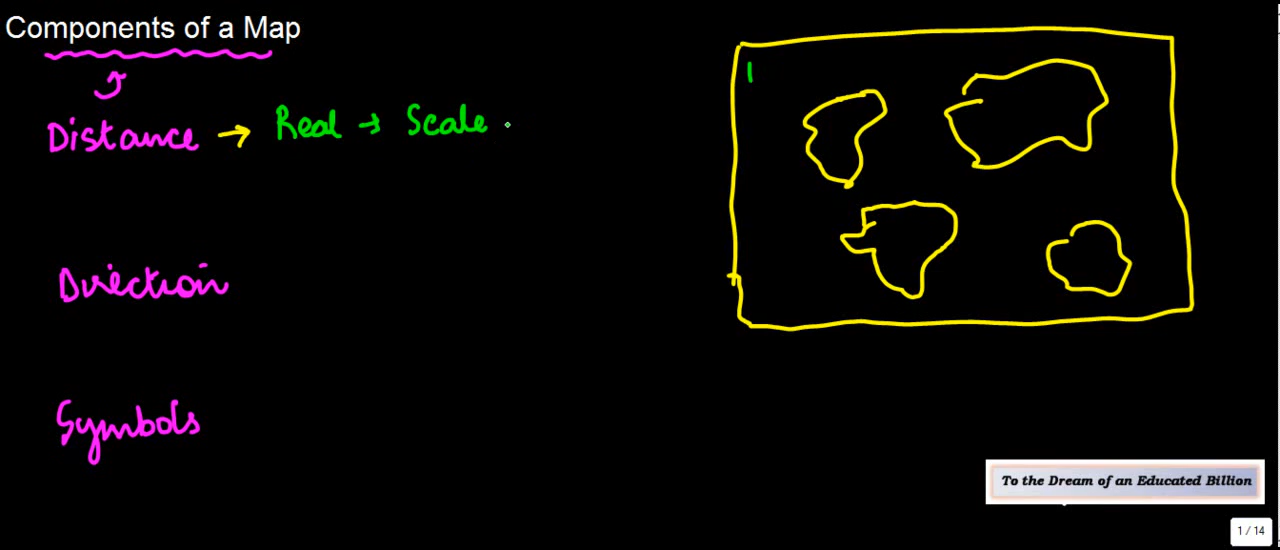 Components of a Map
Distance → Real → Scale
Direction
Symbols
To the Dream of an Educated Billion
1 / 14